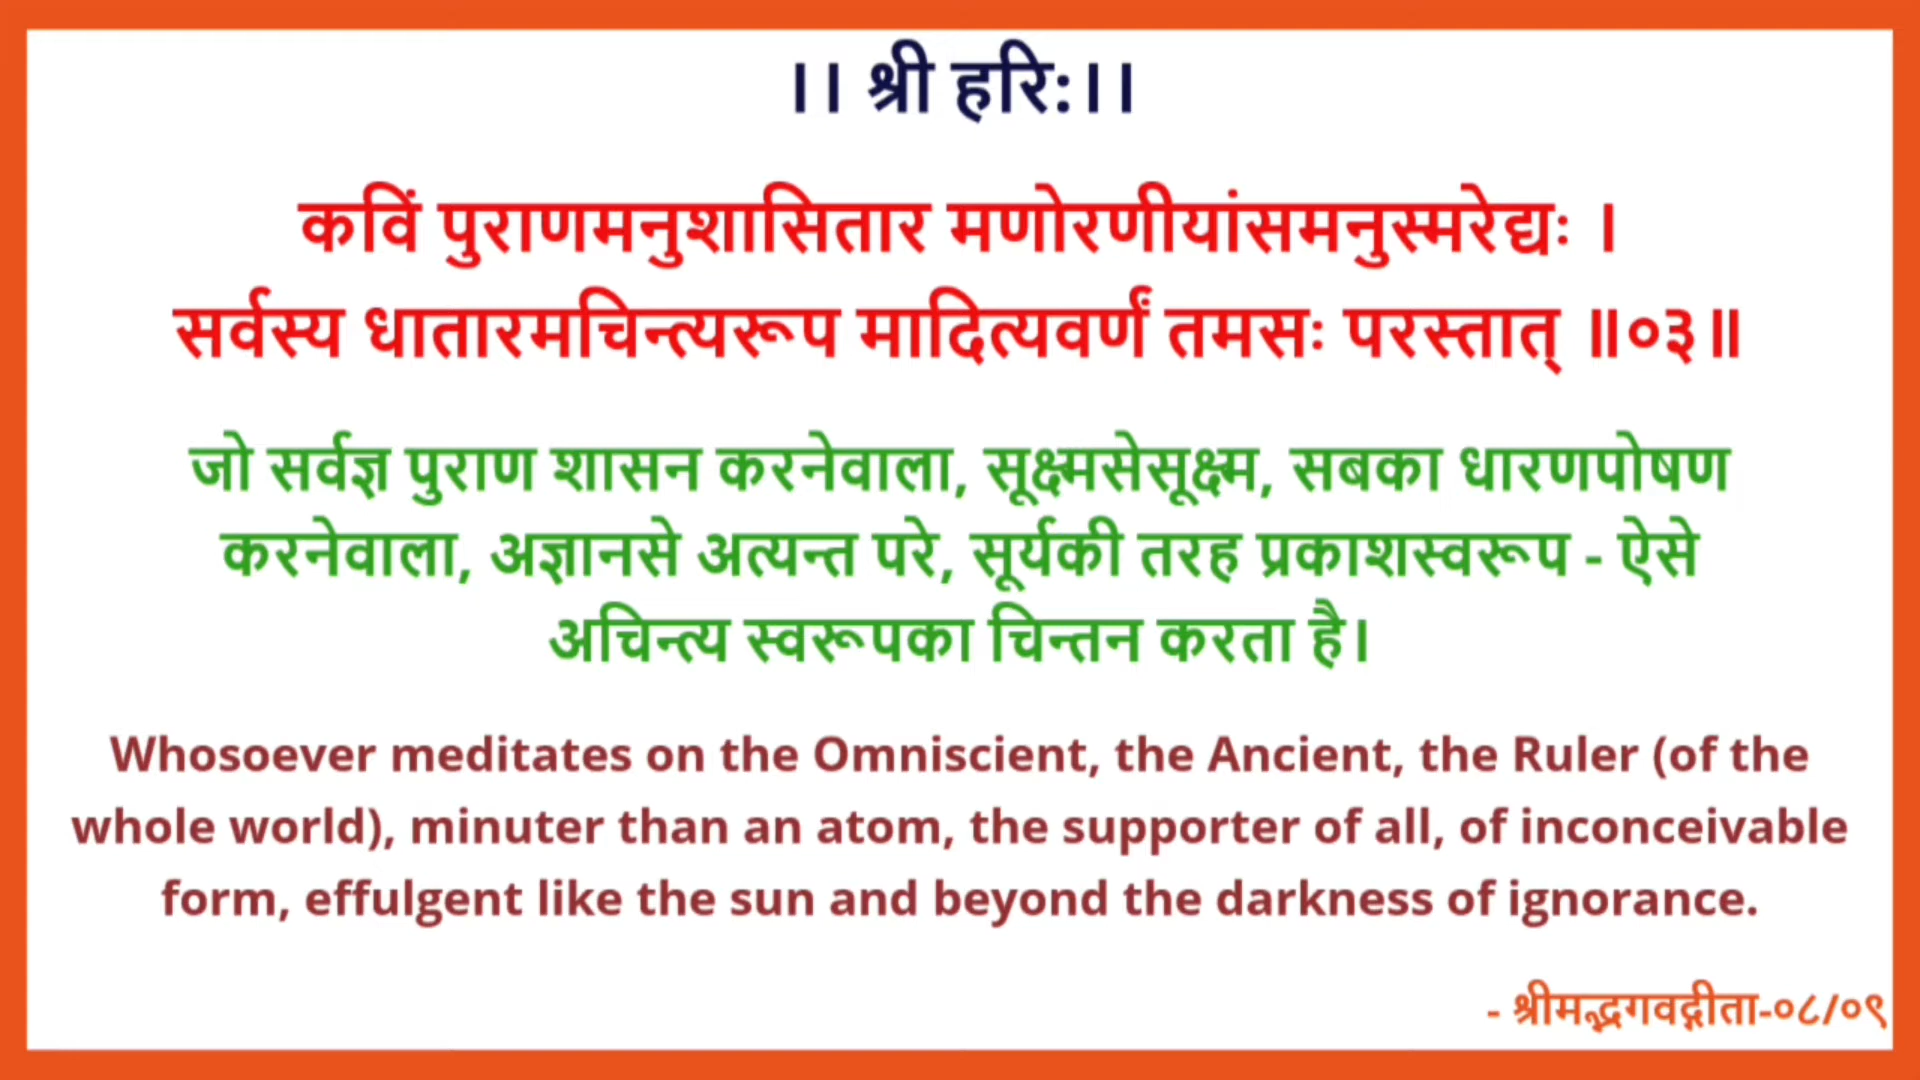 ।। श्री हरि:।।
कविं पुराणमनुशासितार मणोरणीयांसमनुस्मरेद्यः ।
सर्वस्य धातारमचिन्त्यरूप मादित्यवर्णं तमसः परस्तात् ॥०३॥
जो सर्वज्ञ पुराण शासन करनेवाला, सूक्ष्मसेसूक्ष्म, सबका धारणपोषण
करनेवाला, अज्ञानसे अत्यन्त परे, सूर्यकी तरह प्रकाशस्वरूप - ऐसे
अचिन्त्य स्वरूपका चिन्तन करता है।
Whosoever meditates on the Omniscient, the Ancient, the Ruler (of the
whole world), minuter than an atom, the supporter of all, of inconceivable
form, effulgent like the sun and beyond the darkness of ignorance.
- श्रीमद्भगवद्गीता-०८/०९